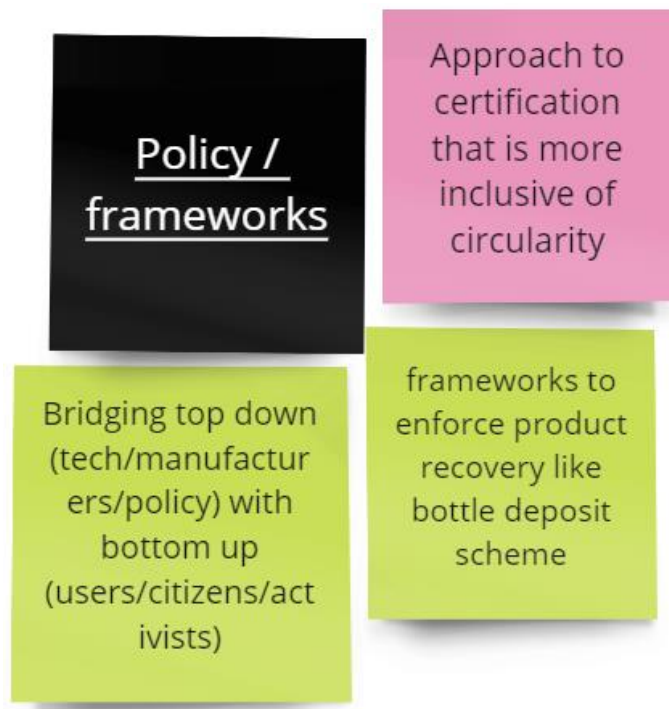 Policy /
frameworks
Approach to
certification
that is more
inclusive of
circularity
Bridging top down
(tech/manufactur
ers/policy) with
bottom up
(users/citizens/act
ivists)
frameworks to
enforce product
recovery like
bottle deposit
scheme